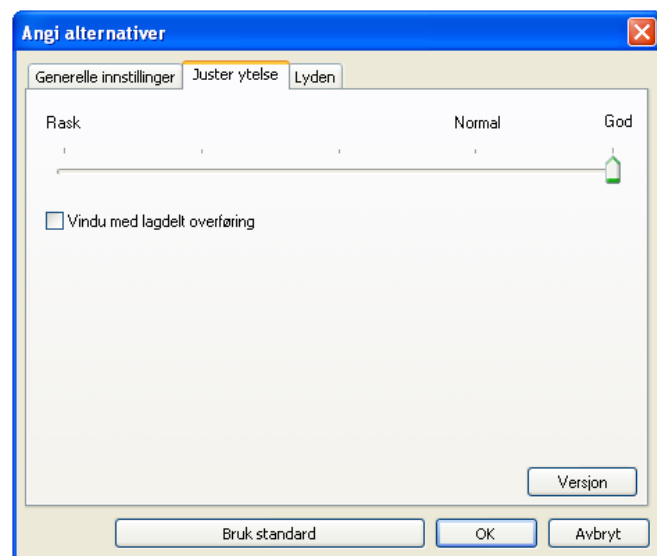 Angi alternativer
Generelle innstillinger Juster ytelse Lyden
Rask Normal God
Vindu med lagdelt overføring
Versjon
Bruk standard OK Avbryt